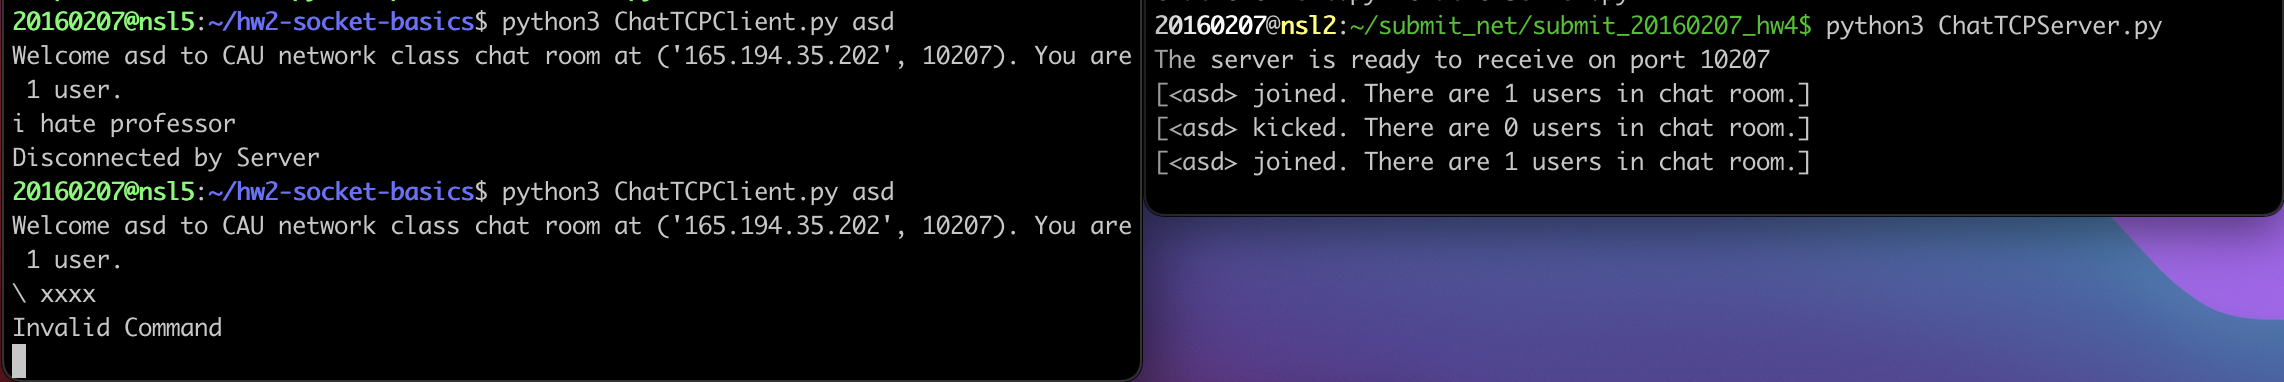 20160207@nsl5:~/hw2-socket-basics$ python3 ChatTCPClient.py asd
Welcome asd to CAU network class chat room at ('165.194.35.202', 10207). You are
 1 user.
i hate professor
Disconnected by Server
20160207@nsl5:~/hw2-socket-basics$ python3 ChatTCPClient.py asd
Welcome asd to CAU network class chat room at ('165.194.35.202', 10207). You are
 1 user.
\ xxxx
Invalid Command
20160207@nsl2:~/submit_net/submit_20160207_hw4$ python3 ChatTCPServer.py
The server is ready to receive on port 10207
[<asd> joined. There are 1 users in chat room.]
[<asd> kicked. There are 0 users in chat room.]
[<asd> joined. There are 1 users in chat room.]